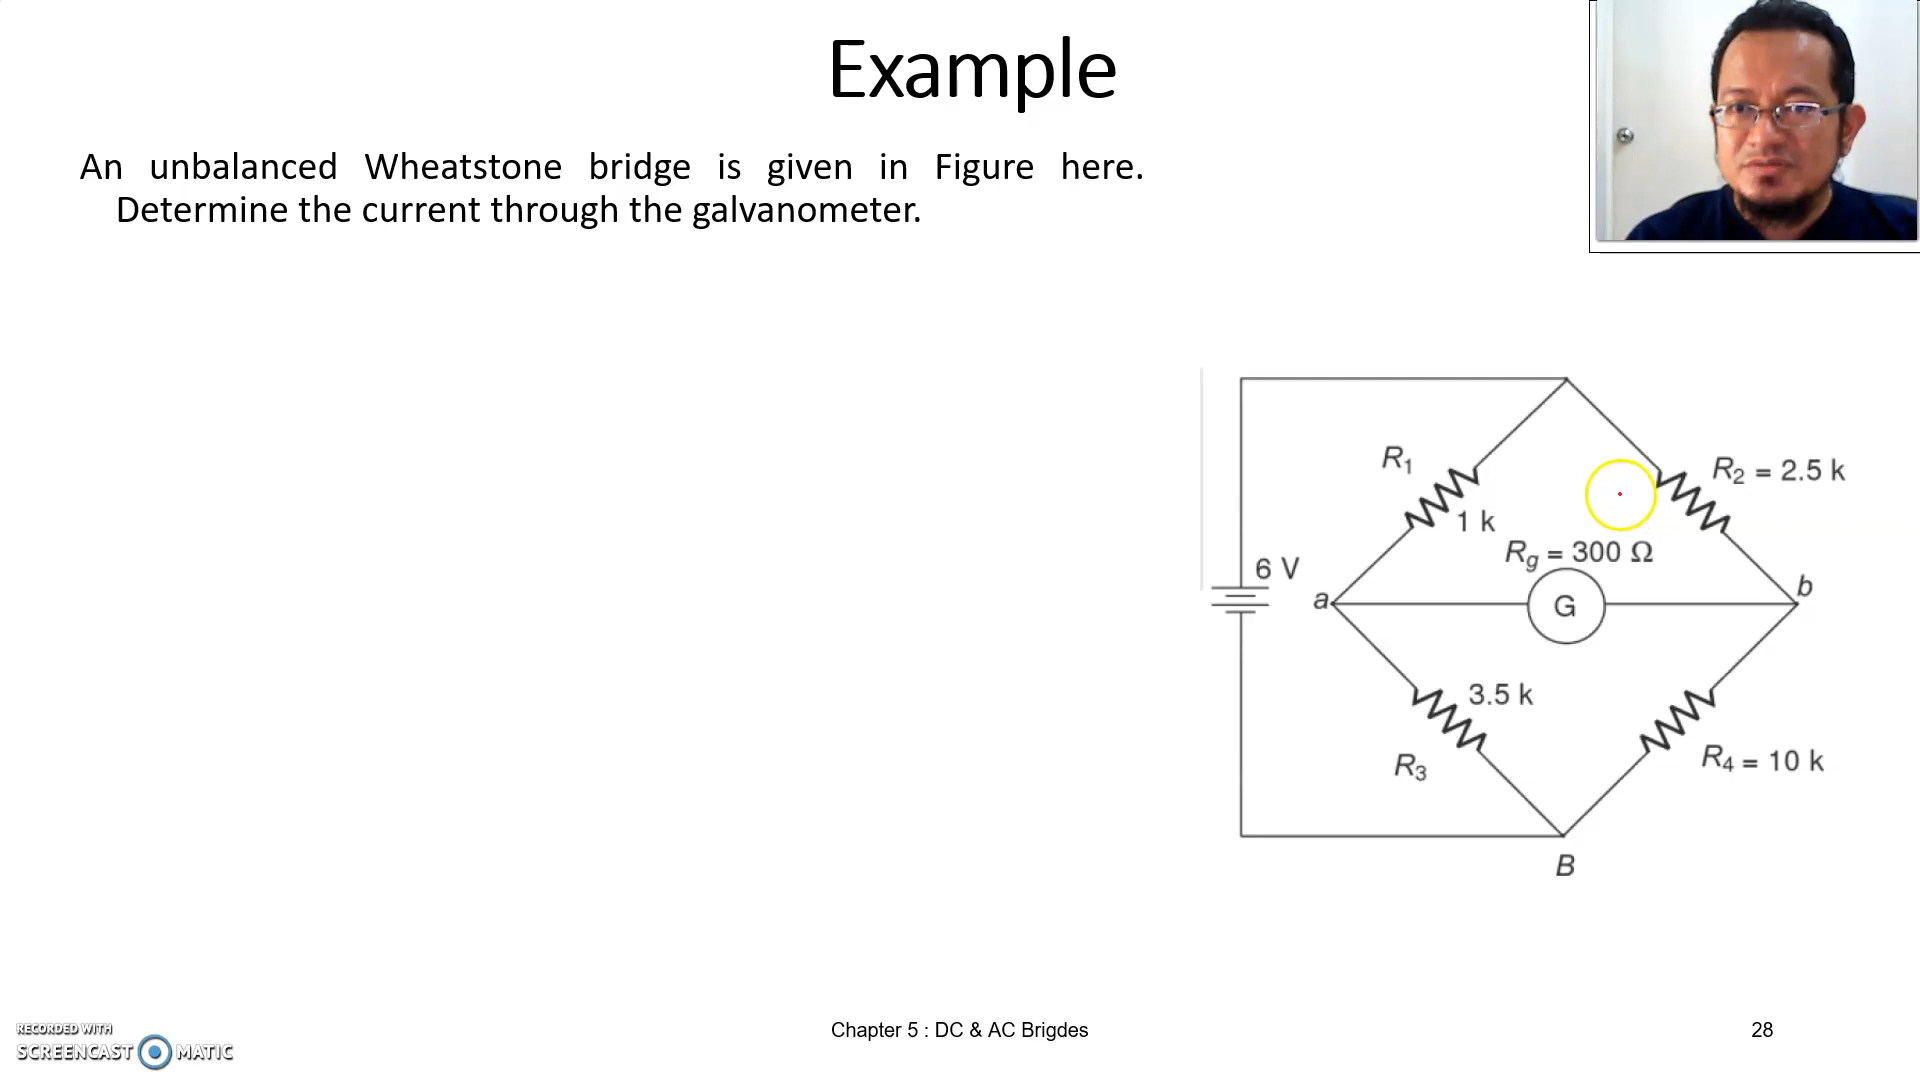 Example
An unbalanced Wheatstone bridge is given in Figure here.
Determine the current through the galvanometer.
R1
R2 = 2.5 k
1 k
Rg = 300 Ω
6 V
a
G
b
3.5 k
R3
R4 = 10 k
B
RECORDED WITH
SCREENCAST MATIC
Chapter 5 : DC & AC Brigdes
28